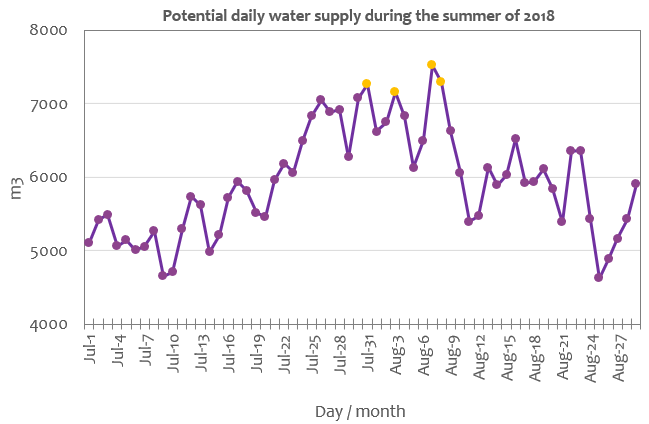 Potential daily water supply during the summer of 2018
8000
7000
6000
5000
4000
m3
Jul-1
Jul-4
Jul-7
Jul-10
Jul-13
Jul-16
Jul-19
Jul-22
Jul-25
Jul-28
Jul-31
Aug-3
Aug-6
Aug-9
Aug-12
Aug-15
Aug-18
Aug-21
Aug-24
Aug-27
Day / month